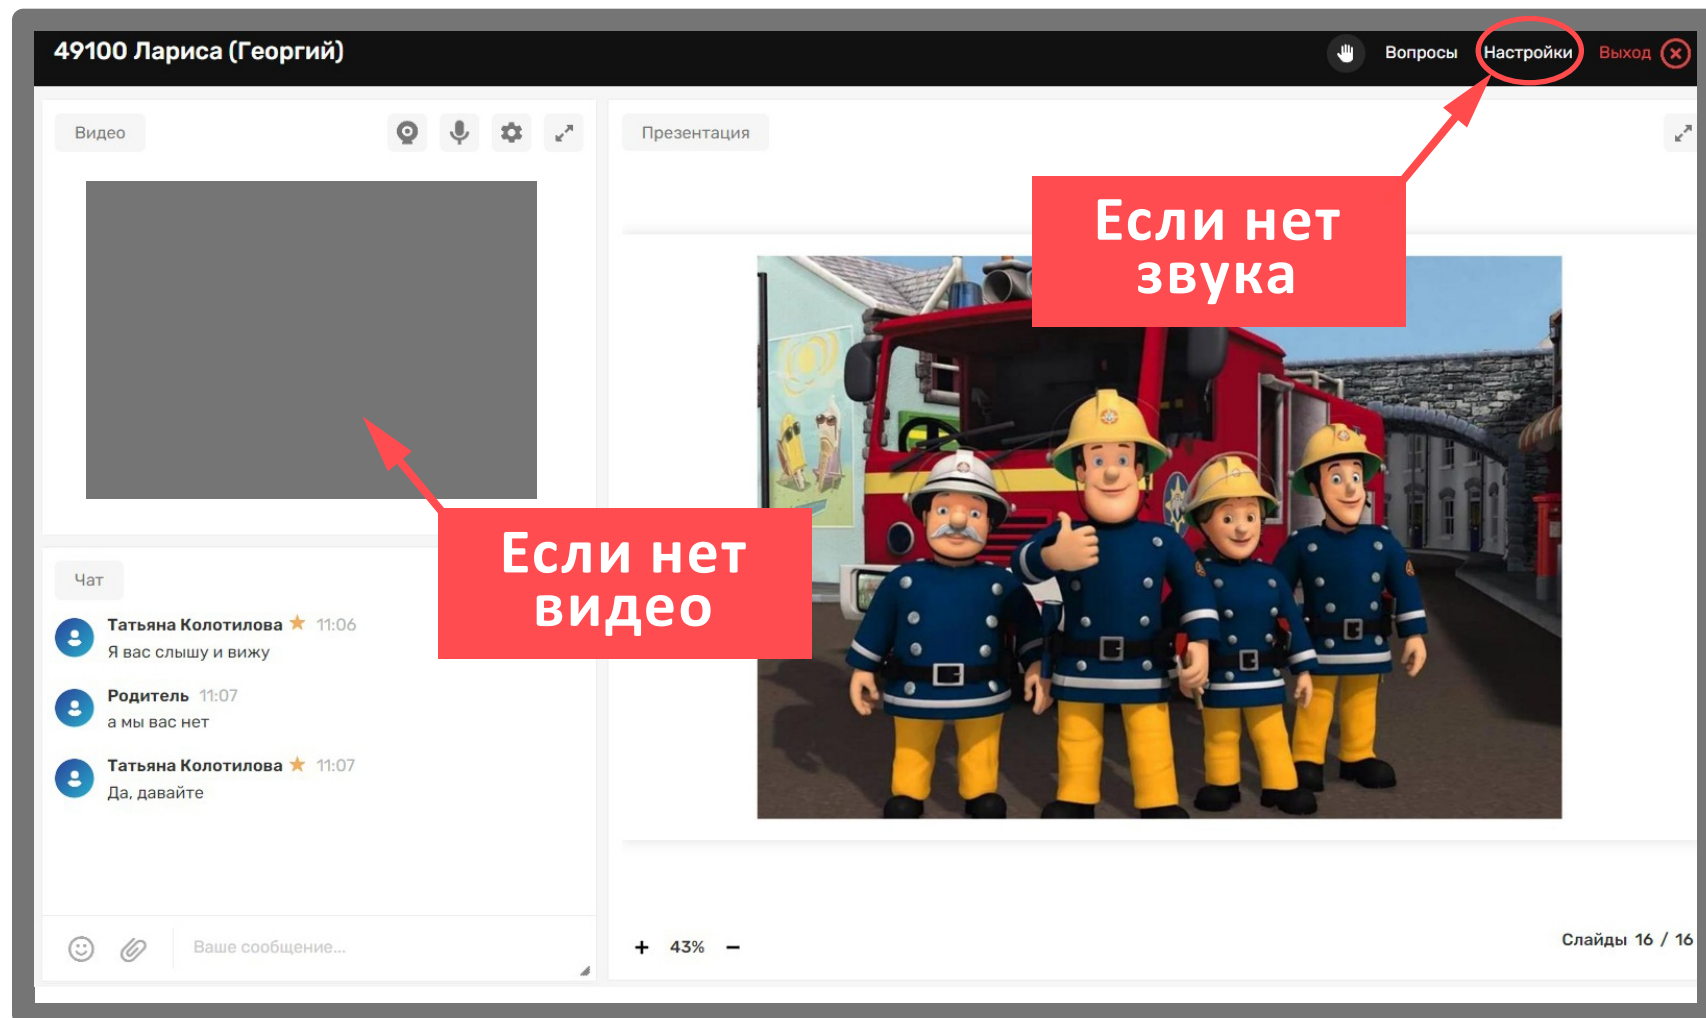 49100 Лариса (Георгий)
Вопросы
Настройки
Выход
Видео
Презентация
Если нет
звука
Если нет
видео
Чат
Татьяна Колотилова 11:06
Я вас слышу и вижу
Родитель 11:07
а мы вас нет
Татьяна Колотилова 11:07
Да, давайте
Ваше сообщение...
+ 43% −
Слайды 16 / 16